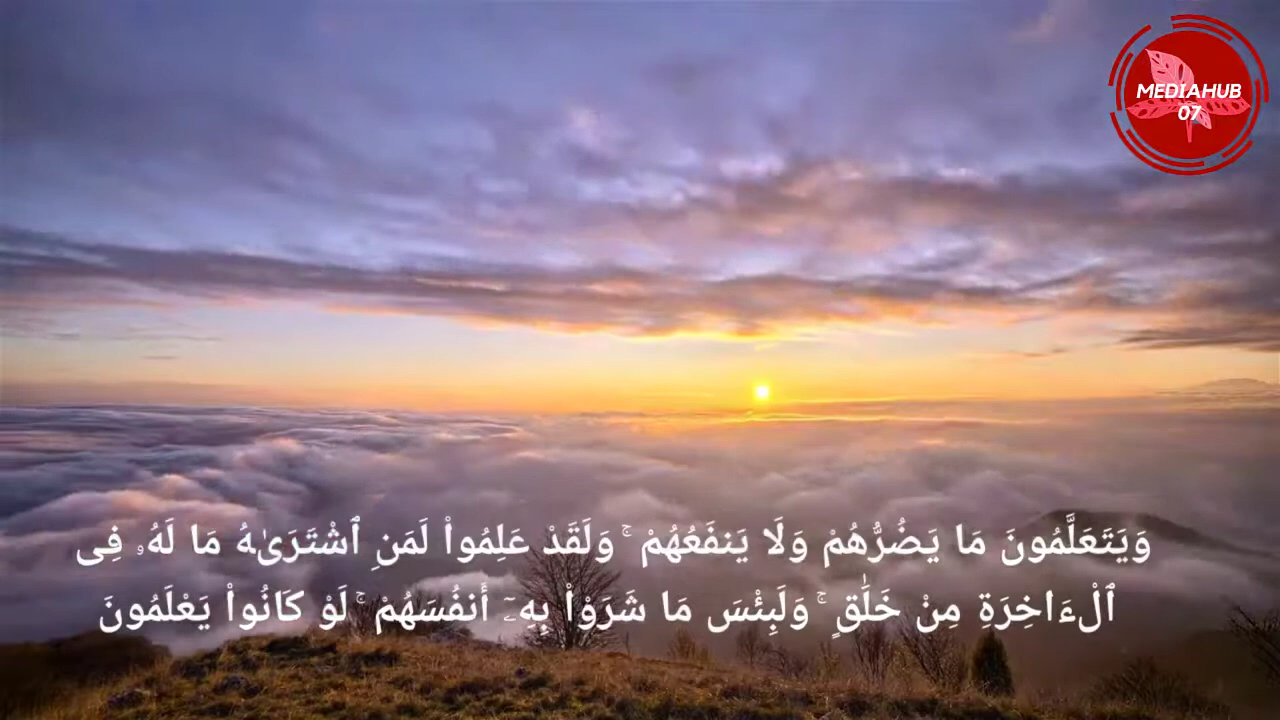 MEDIAHUB
07
وَيَتَعَلَّمُونَ مَا يَضُرُّهُمْ وَلَا يَنفَعُهُمْ ۚ وَلَقَدْ عَلِمُوا۟ لَمَنِ ٱشْتَرَىٰهُ مَا لَهُۥ فِى
ٱلْءَاخِرَةِ مِنْ خَلَٰقٍ ۚ وَلَبِئْسَ مَا شَرَوْا۟ بِهِۦٓ أَنفُسَهُمْ ۚ لَوْ كَانُوا۟ يَعْلَمُونَ